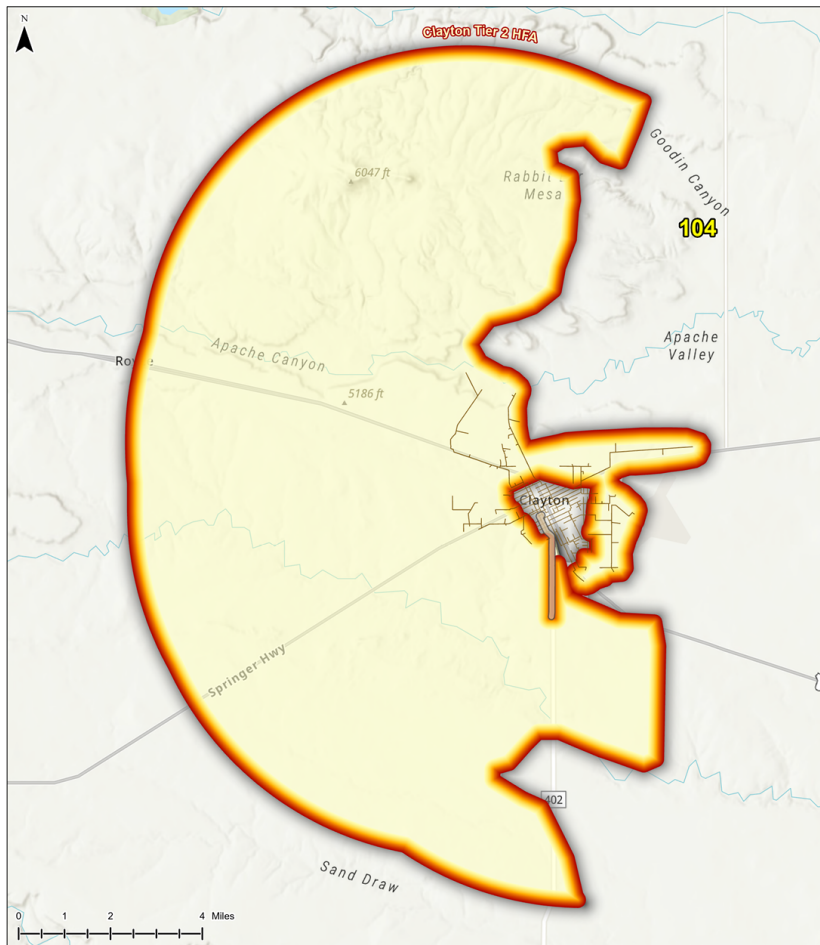 N
Clayton Tier 2 HFA
Goodin Canyon
6047 ft
Rabbit
Mesa
104
Apache
Valley
Apache Canyon
5186 ft
Clayton
Springer Hwy
402
Sand Draw
0 1 2 4 Miles